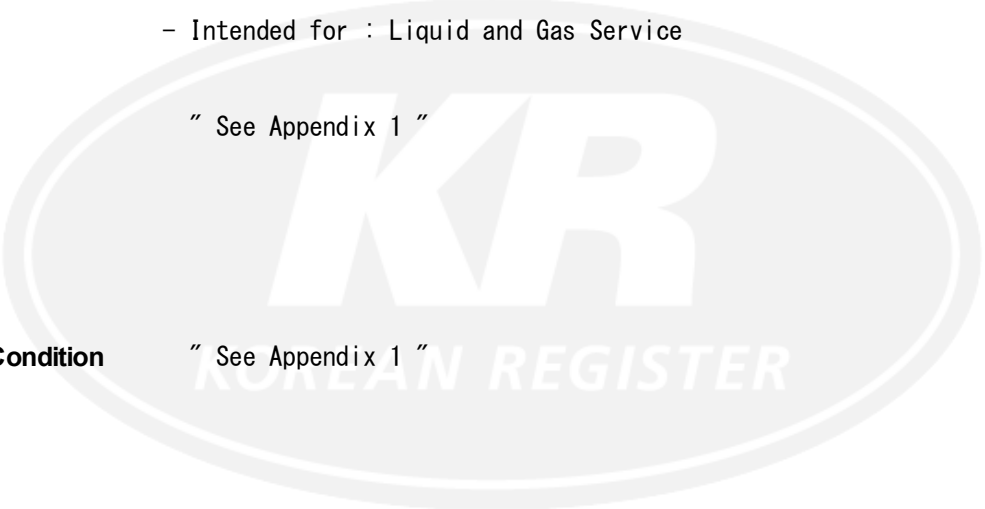 - Intended for : Liquid and Gas Service
" See Appendix 1 "
KR
Condition " See Appendix 1 "
KOREAN REGISTER